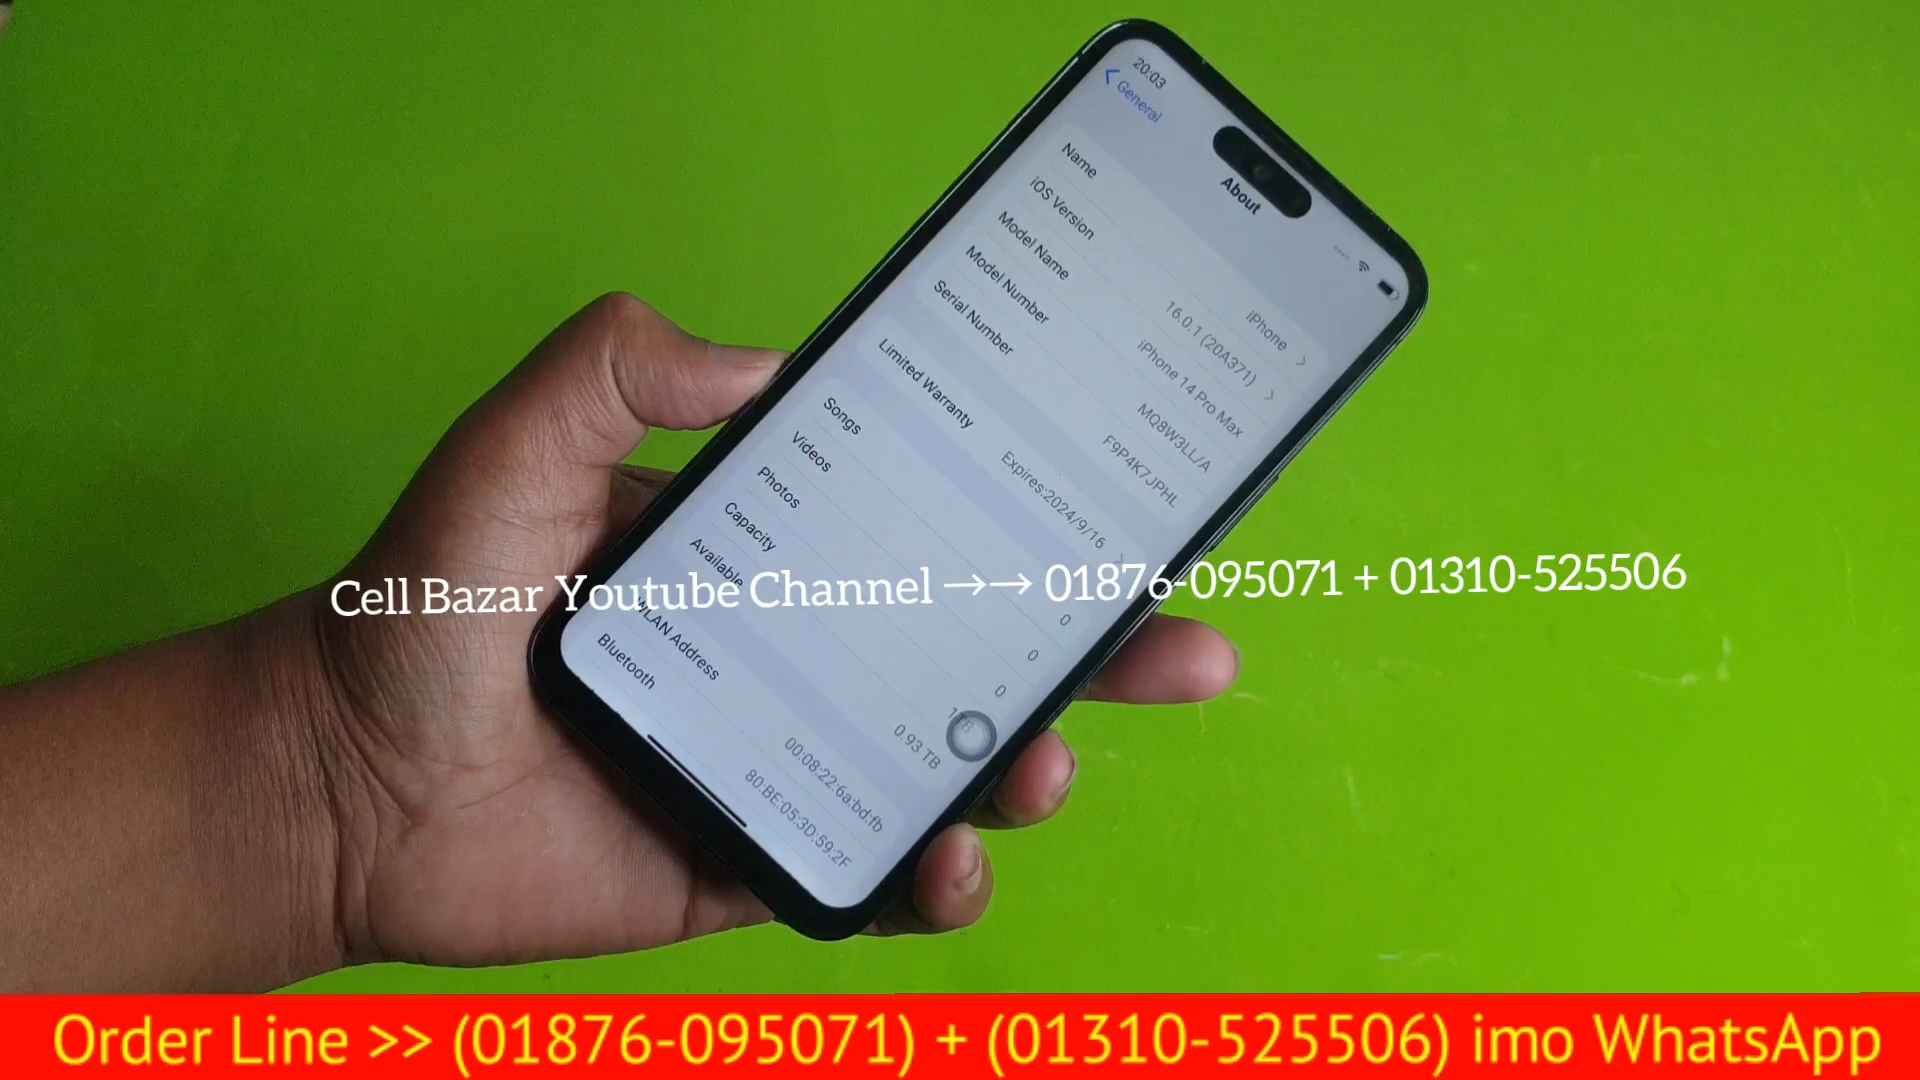 20:03
General
About
Name
iPhone
iOS Version
16.0.1 (20A371)
Model Name
iPhone 14 Pro Max
Model Number
MQ8W3LL/A
Serial Number
F9P4K7JPHL
Limited Warranty
Expires:2024/9/16
Songs
0
Videos
0
Photos
0
Capacity
1TB
Available
0.93 TB
WLAN Address
00:08:22:6a:bd:fb
Bluetooth
80:BE:05:3D:59:2F
Cell Bazar Youtube Channel →→ 01876-095071 + 01310-525506
Order Line >> (01876-095071) + (01310-525506) imo WhatsApp